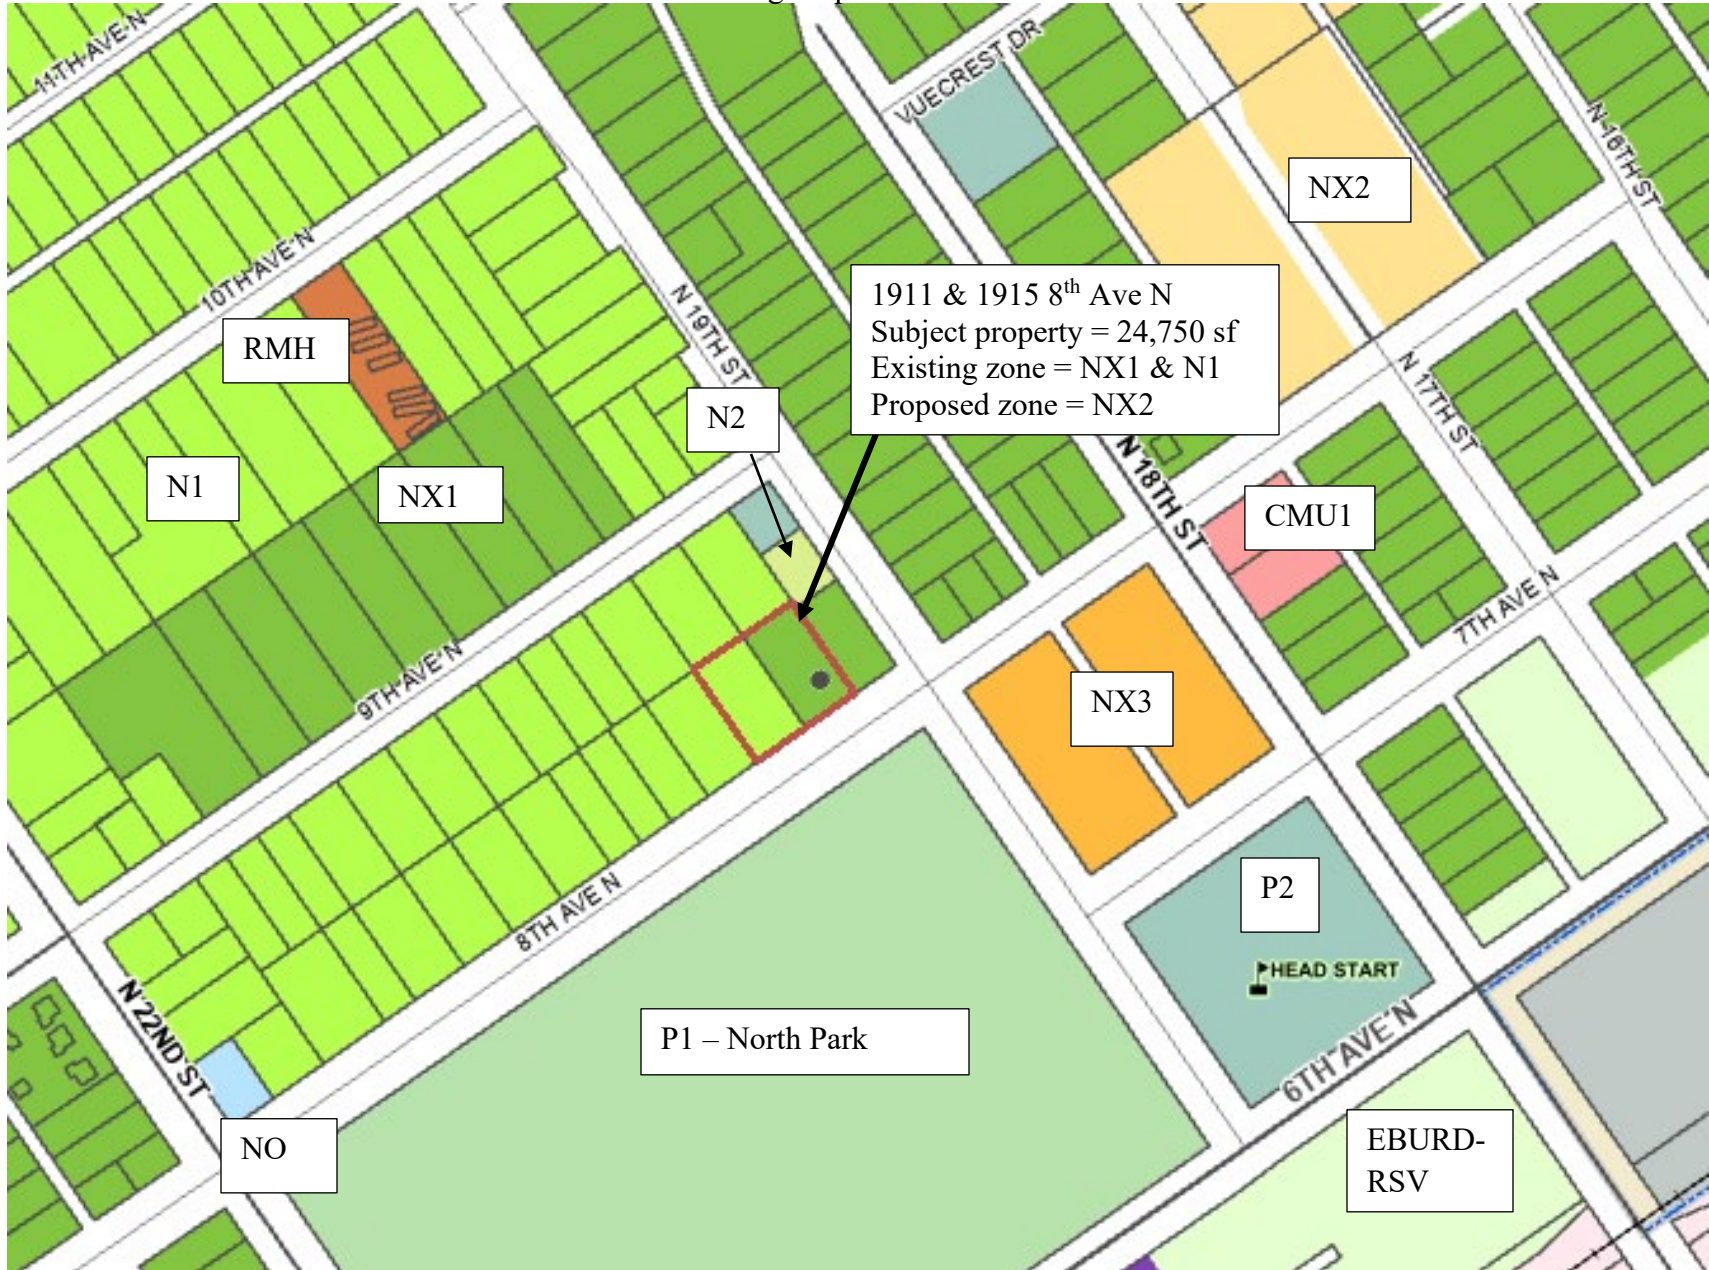 11TH AVE N
VUECREST DR
N 16TH ST
NX2
10TH AVE N
N 19TH ST
1911 & 1915 8th Ave N
Subject property = 24,750 sf
Existing zone = NX1 & N1
Proposed zone = NX2
RMH
N2
N 17TH ST
N1
NX1
N 18TH ST
CMU1
7TH AVE N
9TH AVE N
NX3
8TH AVE N
P2
HEAD START
N 22ND ST
P1 – North Park
6TH AVE N
NO
EBURD-
RSV